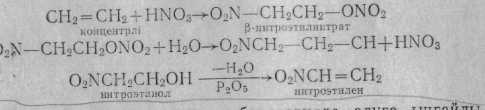 CH₂=CH₂+HNO₃→O₂N—CH₂CH₂—ONO₂
концентрлі β-нитроэтилнитрат
O₂N—CH₂CH₂ONO₂+H₂O→O₂NCH₂—CH₂—CH+HNO₃
O₂NCH₂CH₂OH —H₂O P₂O₅ →O₂NCH=CH₂
нитроэтанол нитроэтилен